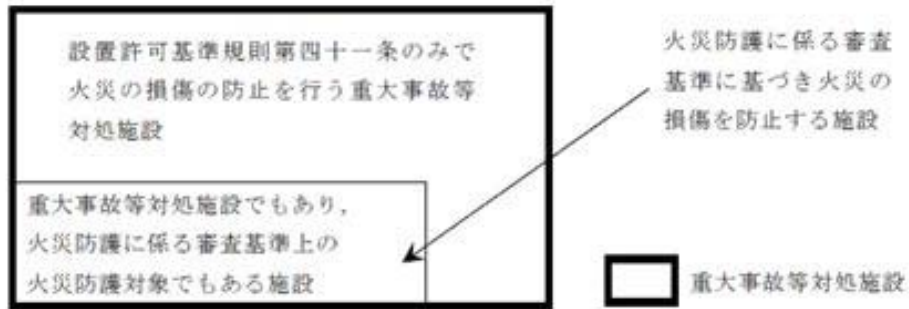 設置許可基準規則第四十一条のみで
火災の損傷の防止を行う重大事故等
対処施設
火災防護に係る審査
基準に基づき火災の
損傷を防止する施設
重大事故等対処施設でもあり，
火災防護に係る審査基準上の
火災防護対象でもある施設
重大事故等対処施設